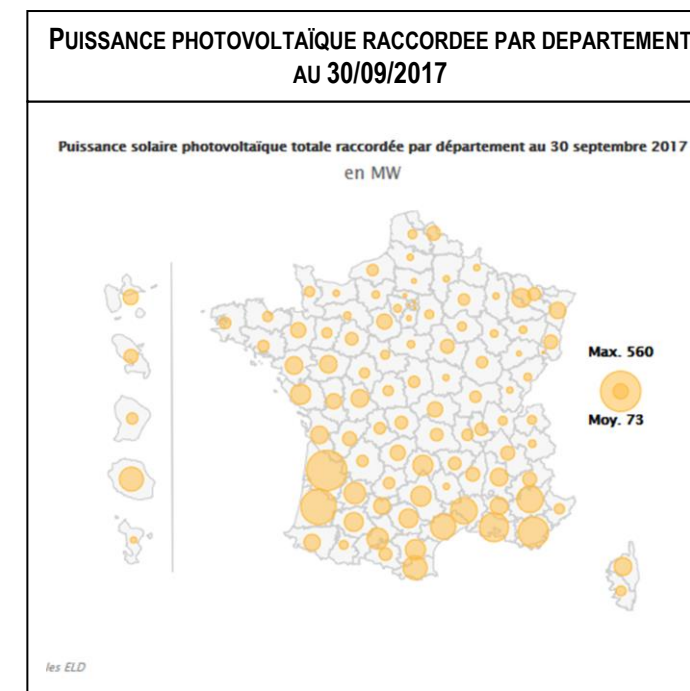 PUISSANCE PHOTOVOLTAÏQUE RACCORDEE PAR DEPARTEMENT
AU 30/09/2017
Puissance solaire photovoltaïque totale raccordée par département au 30 septembre 2017
en MW
Max. 560
Moy. 73
les ELD